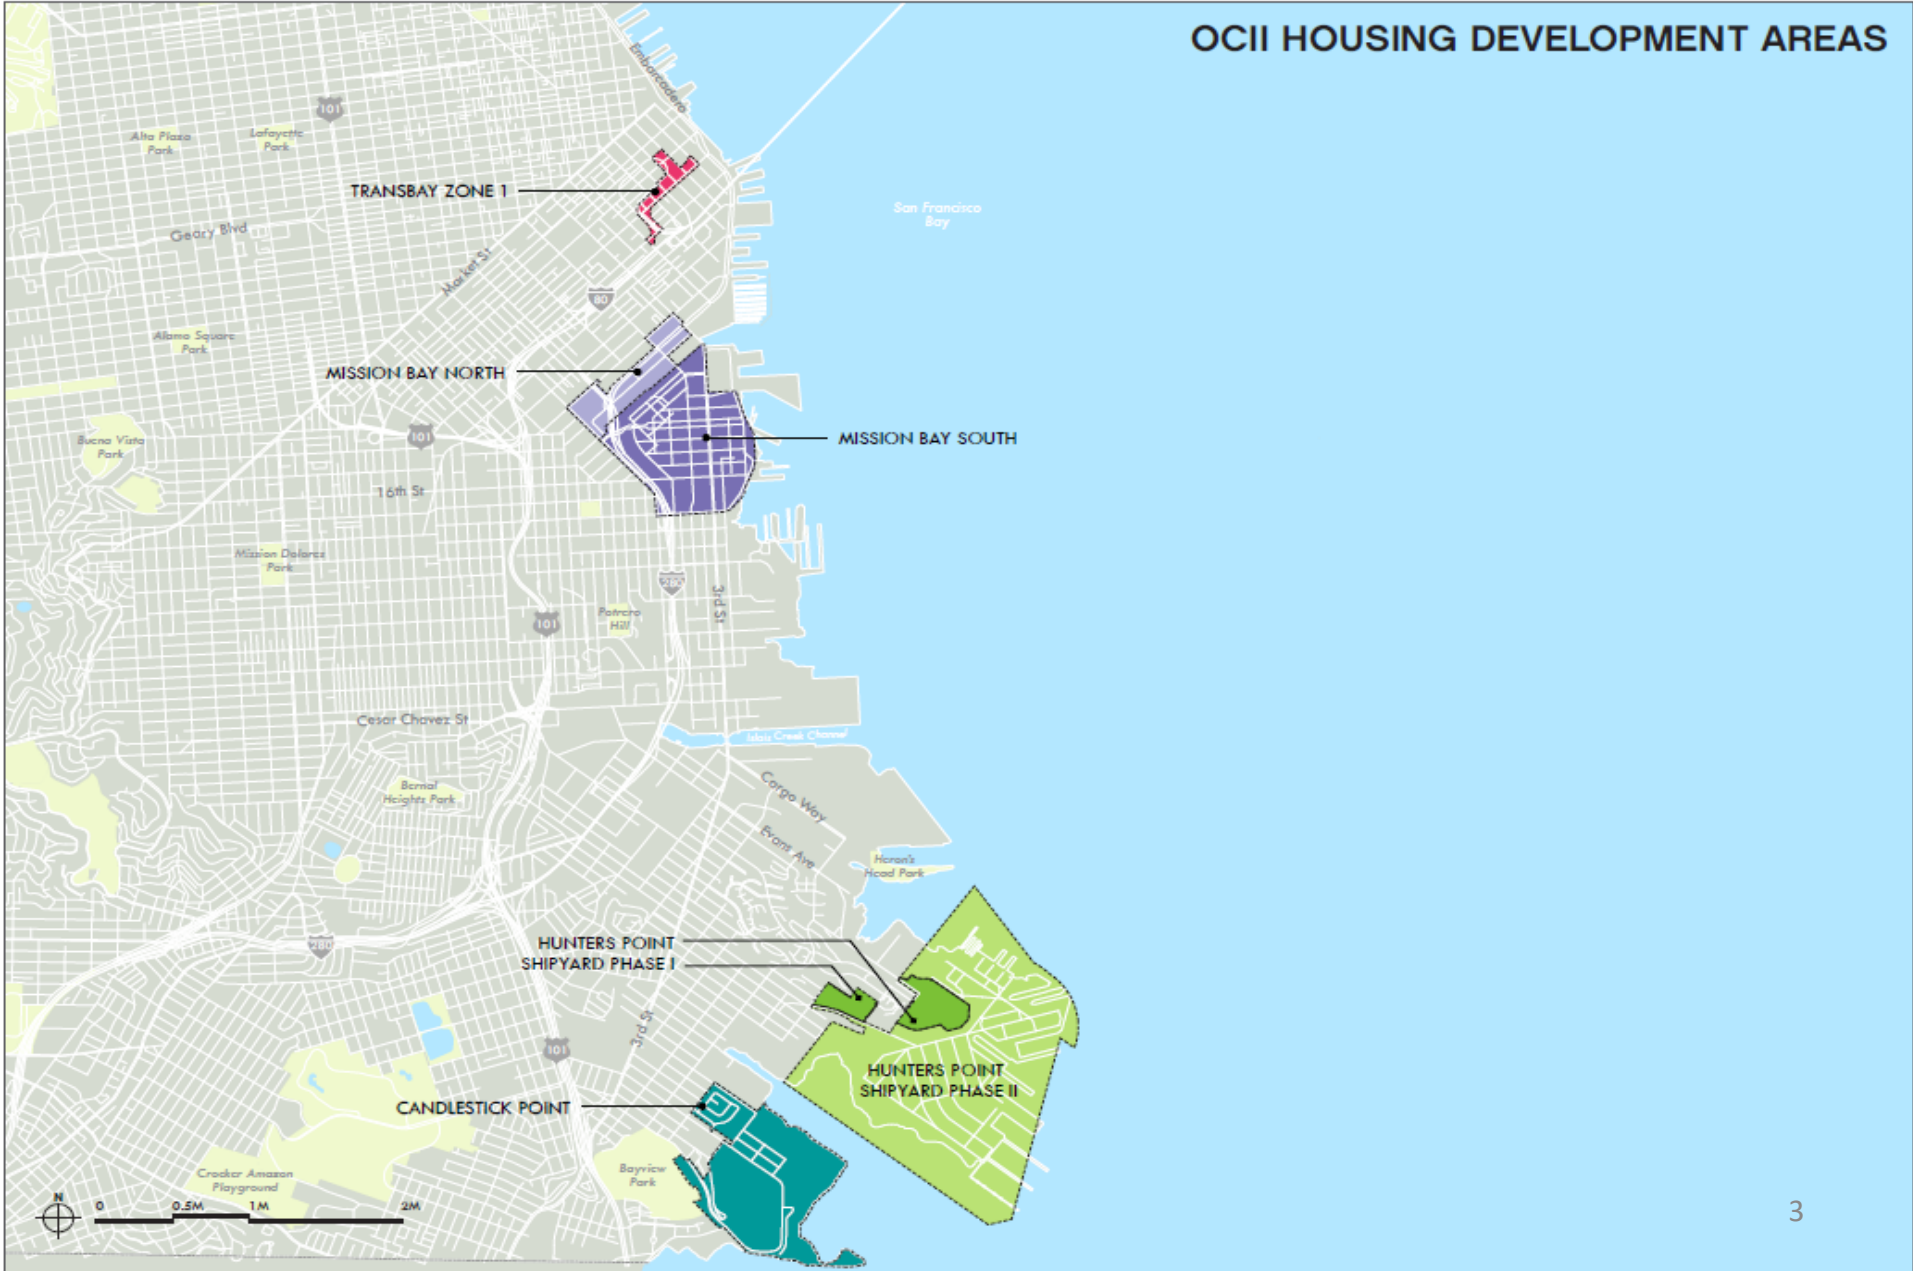 OCII HOUSING DEVELOPMENT AREAS
Embarcadero
101
Alta Plaza
Park
Lafayette
Park
TRANSBAY ZONE 1
San Francisco
Bay
Geary Blvd
Market St
80
Alamo Square
Park
MISSION BAY NORTH
Buena Vista
Park
101
MISSION BAY SOUTH
16th St
Mission Dolores
Park
280
3rd St
Potrero
Hill
101
Cesar Chavez St
Islais Creek Channel
Bernal
Heights Park
Cargo Way
Evans Ave
Heron's
Head Park
280
HUNTERS POINT
SHIPYARD PHASE I
3rd St
101
HUNTERS POINT
SHIPYARD PHASE II
CANDLESTICK POINT
Crocker Amazon
Playground
Bayview
Park
N
0 0.5M 1M 2M
3